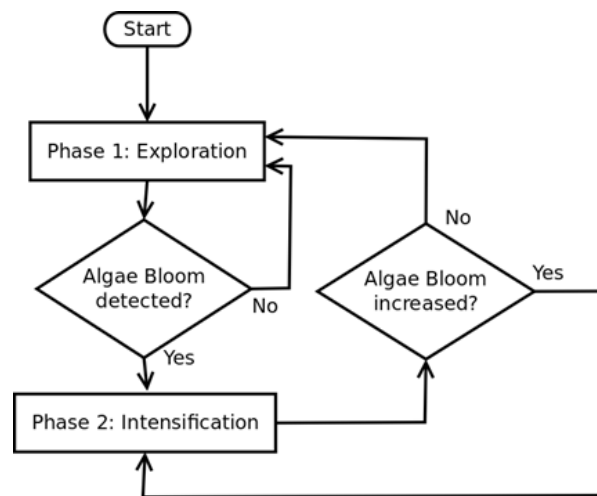 Start
Phase 1: Exploration
No
Algae Bloom
detected?
No
Algae Bloom
increased?
Yes
Yes
Phase 2: Intensification